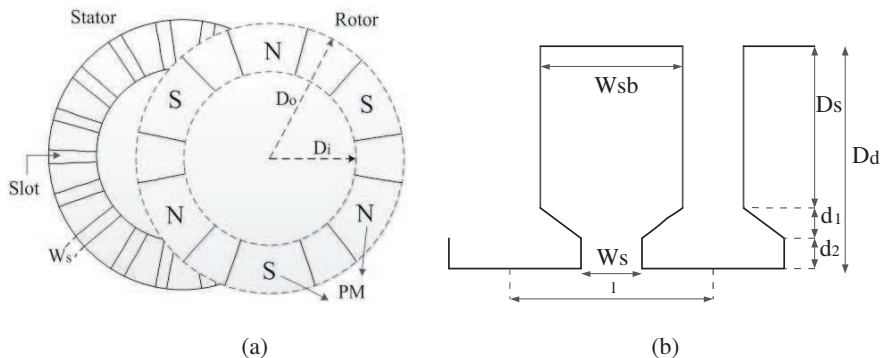 Stator
Rotor
N
S
S
Do
Di
Slot
N
N
Ws
S
PM
(a)
Wsb
Ds
Dd
d1
d2
Ws
l
(b)